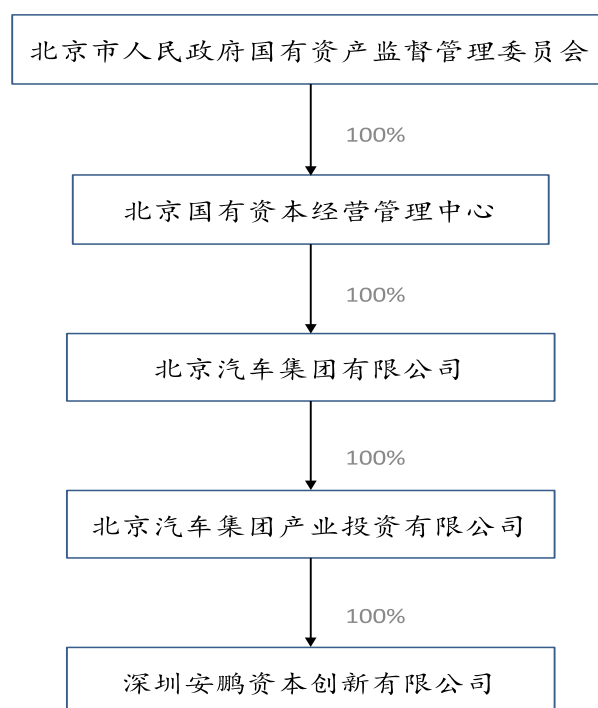 北京市人民政府国有资产监督管理委员会
100%
北京国有资本经营管理中心
100%
北京汽车集团有限公司
100%
北京汽车集团产业投资有限公司
100%
深圳安鹏资本创新有限公司